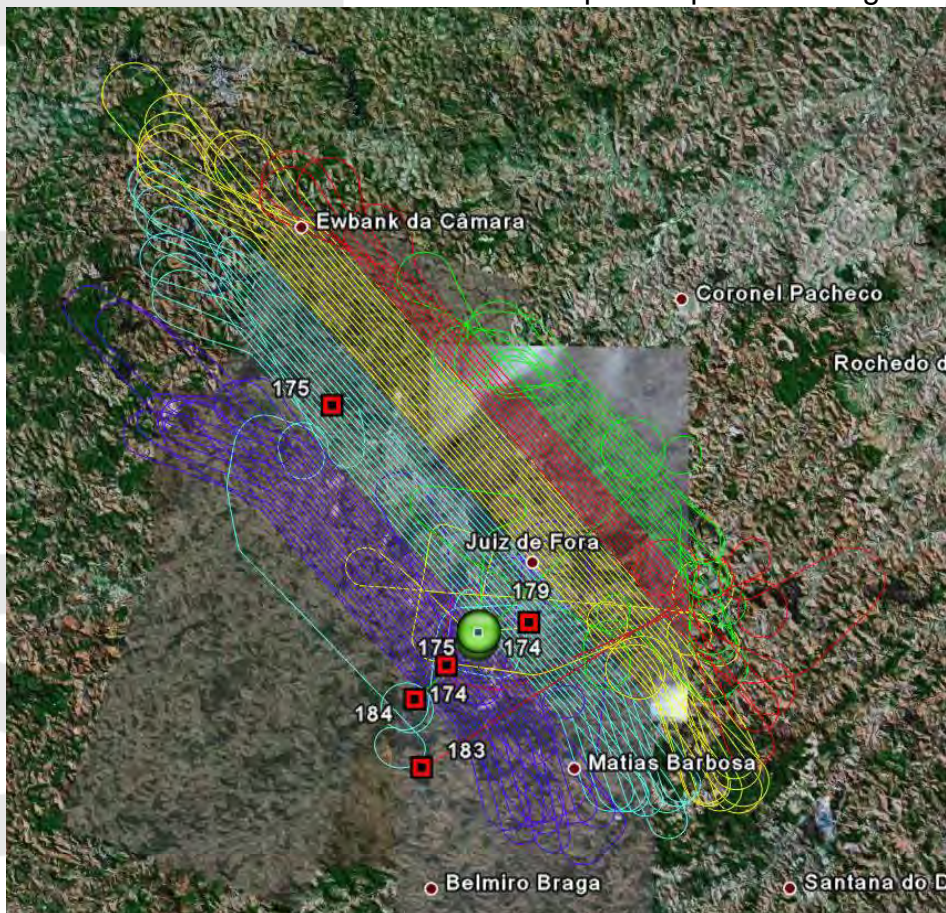 Ewbank da Câmara
Coronel Pacheco
Rochedo d
175
Juiz de Fora
179
175
174
174
184
183
Matias Barbosa
Belmiro Braga
Santana do D